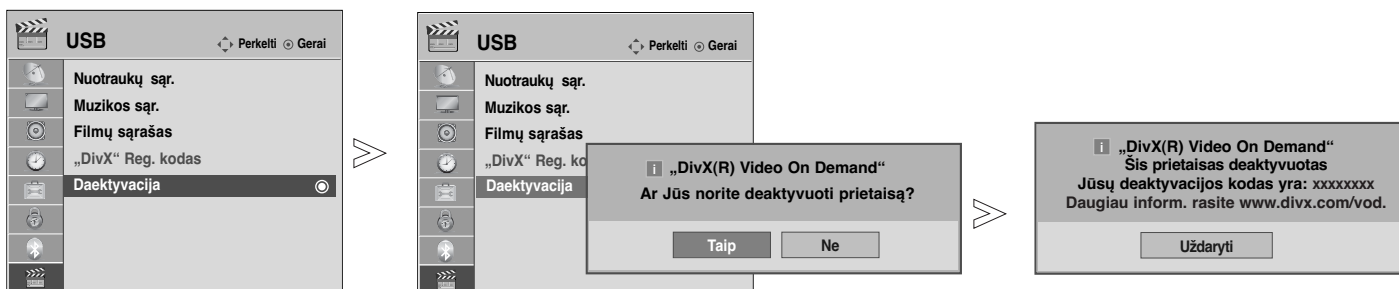 USB Perkelti Gerai
Nuotraukų sąr.
Muzikos sąr.
Filmų sąrašas
„DivX“ Reg. kodas
Daektyvacija
USB Perkelti Gerai
Nuotraukų sąr.
Muzikos sąr.
Filmų sąrašas
„DivX“ Reg. ko
Daektyvacija
i „DivX(R) Video On Demand“
Ar Jūs norite deaktyvuoti prietaisą?
Taip Ne
i „DivX(R) Video On Demand“
Šis prietaisas deaktyvuotas
Jūsų deaktyvacijos kodas yra: xxxxxxxx
Daugiau inform. rasite www.divx.com/vod.
Uždaryti